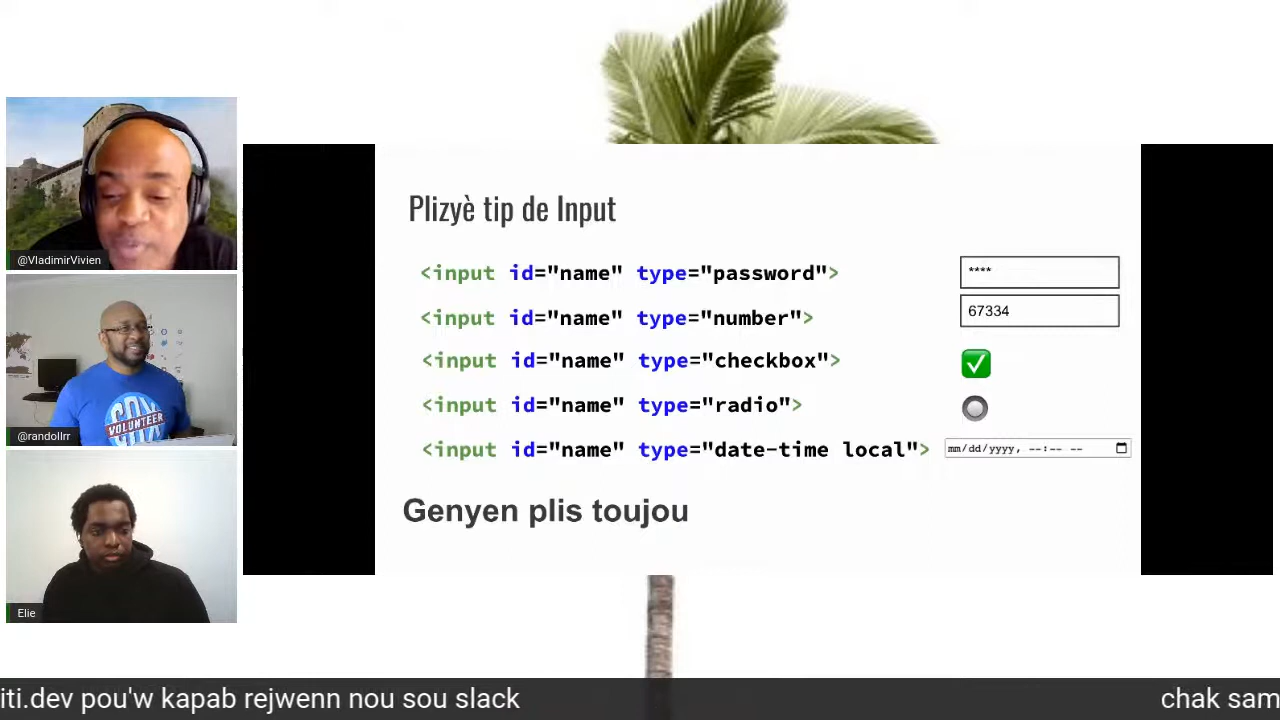 @VladimirVivien
@randollrr
VOLUNTEER
Elie
Plizyè tip de Input
<input id="name" type="password">
****
<input id="name" type="number">
67334
<input id="name" type="checkbox">
<input id="name" type="radio">
<input id="name" type="date-time local">
mm/dd/yyyy, --:-- --
Genyen plis toujou
iti.dev pou'w kapab rejwenn nou sou slack
chak sam